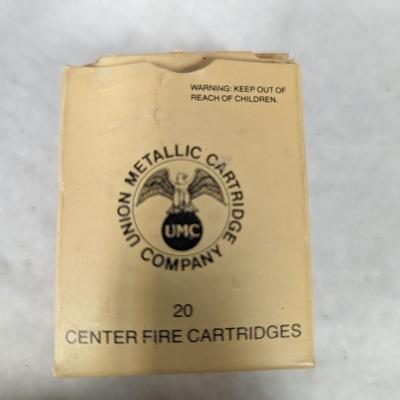 WARNING: KEEP OUT OF
REACH OF CHILDREN.
UNION METALLIC CARTRIDGE
COMPANY
UMC
20
CENTER FIRE CARTRIDGES